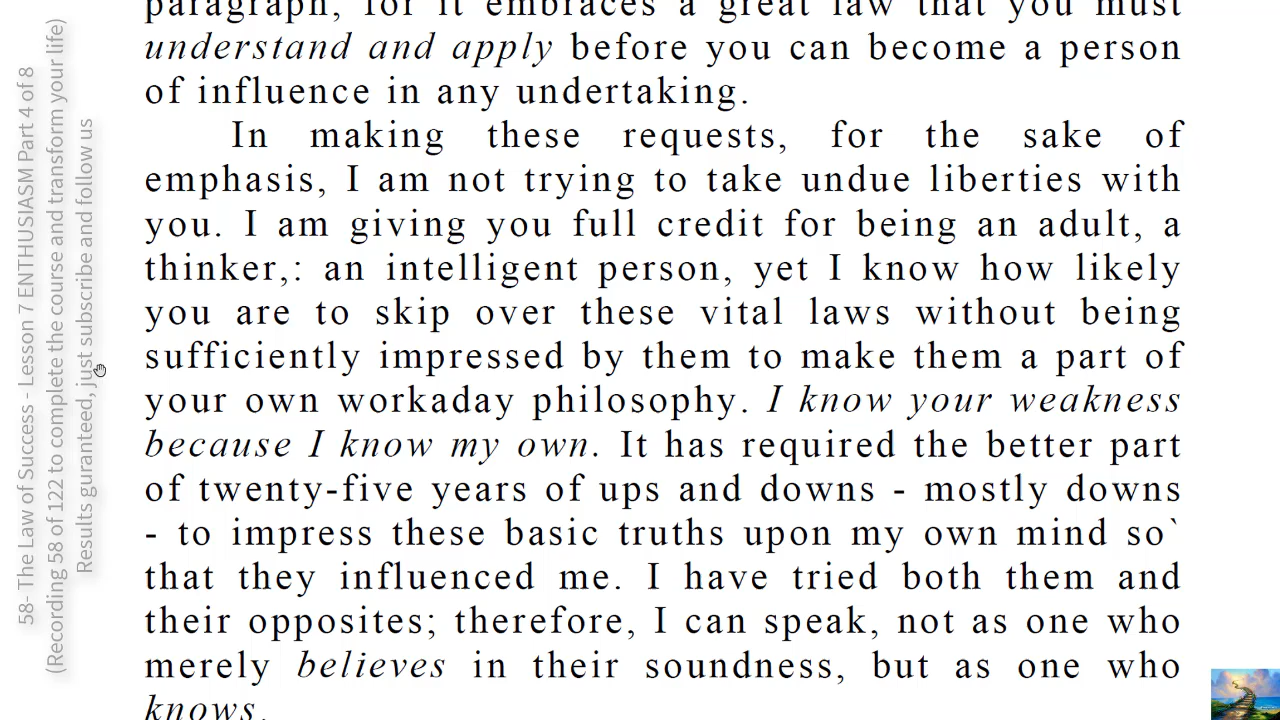 paragraph, for it embraces a great law that you must
understand and apply before you can become a person
of influence in any undertaking.
In making these requests, for the sake of
emphasis, I am not trying to take undue liberties with
you. I am giving you full credit for being an adult, a
thinker,: an intelligent person, yet I know how likely
you are to skip over these vital laws without being
sufficiently impressed by them to make them a part of
your own workaday philosophy. I know your weakness
because I know my own. It has required the better part
of twenty-five years of ups and downs - mostly downs
- to impress these basic truths upon my own mind so`
that they influenced me. I have tried both them and
their opposites; therefore, I can speak, not as one who
merely believes in their soundness, but as one who
knows.
58- The Law of Success - Lesson 7 ENTHUSIASM Part 4 of 8
(Recording 58 of 122 to complete the course and transform your life)
Results guranteed, just subscribe and follow us